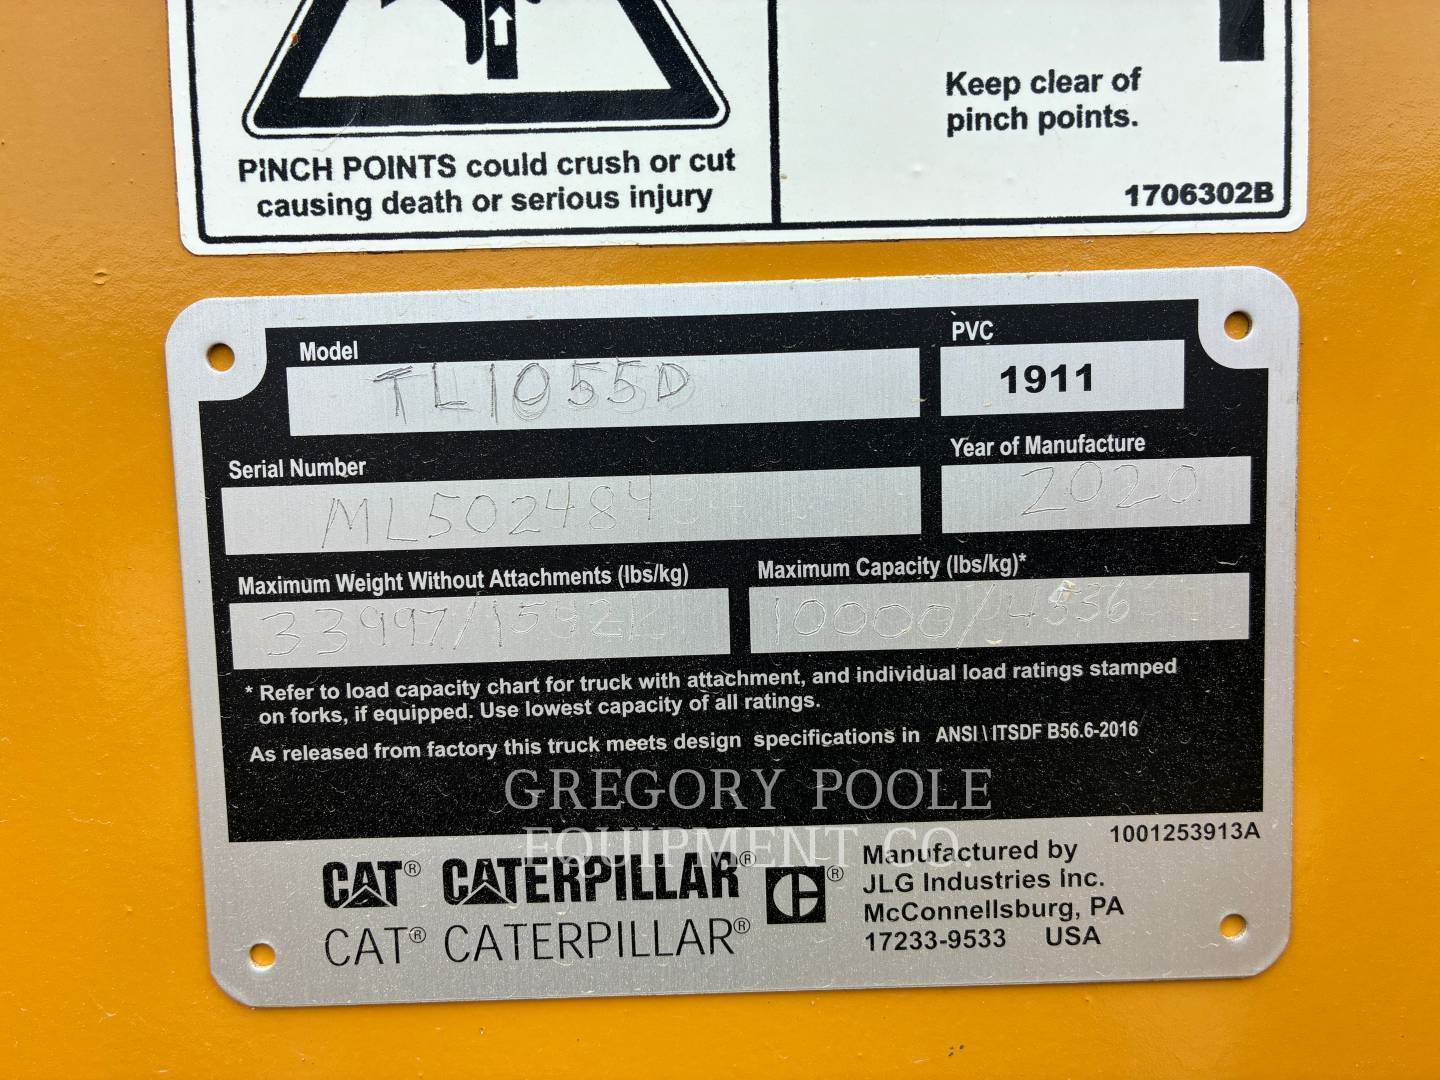 PINCH POINTS could crush or cut
causing death or serious injury
Keep clear of
pinch points.
1706302B
Model
TL1055D
PVC
1911
Serial Number
ML502484
Year of Manufacture
2020
Maximum Weight Without Attachments (lbs/kg)
33997/15421
Maximum Capacity (lbs/kg)*
10000/4536
* Refer to load capacity chart for truck with attachment, and individual load ratings stamped
on forks, if equipped. Use lowest capacity of all ratings.
As released from factory this truck meets design specifications in ANSI \ ITSDF B56.6-2016
GREGORY POOLE
EQUIPMENT CO.
1001253913A
CAT® CATERPILLAR® ®
CAT® CATERPILLAR®
Manufactured by
JLG Industries Inc.
McConnellsburg, PA
17233-9533 USA